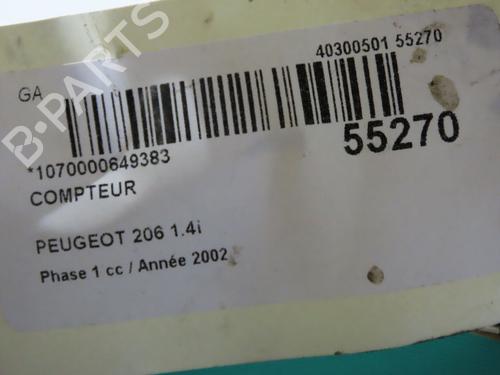 40300501 55270
GA
B-PARTS
55270
*1070000649383
COMPTEUR
PEUGEOT 206 1.4i
Phase 1 cc / Année 2002